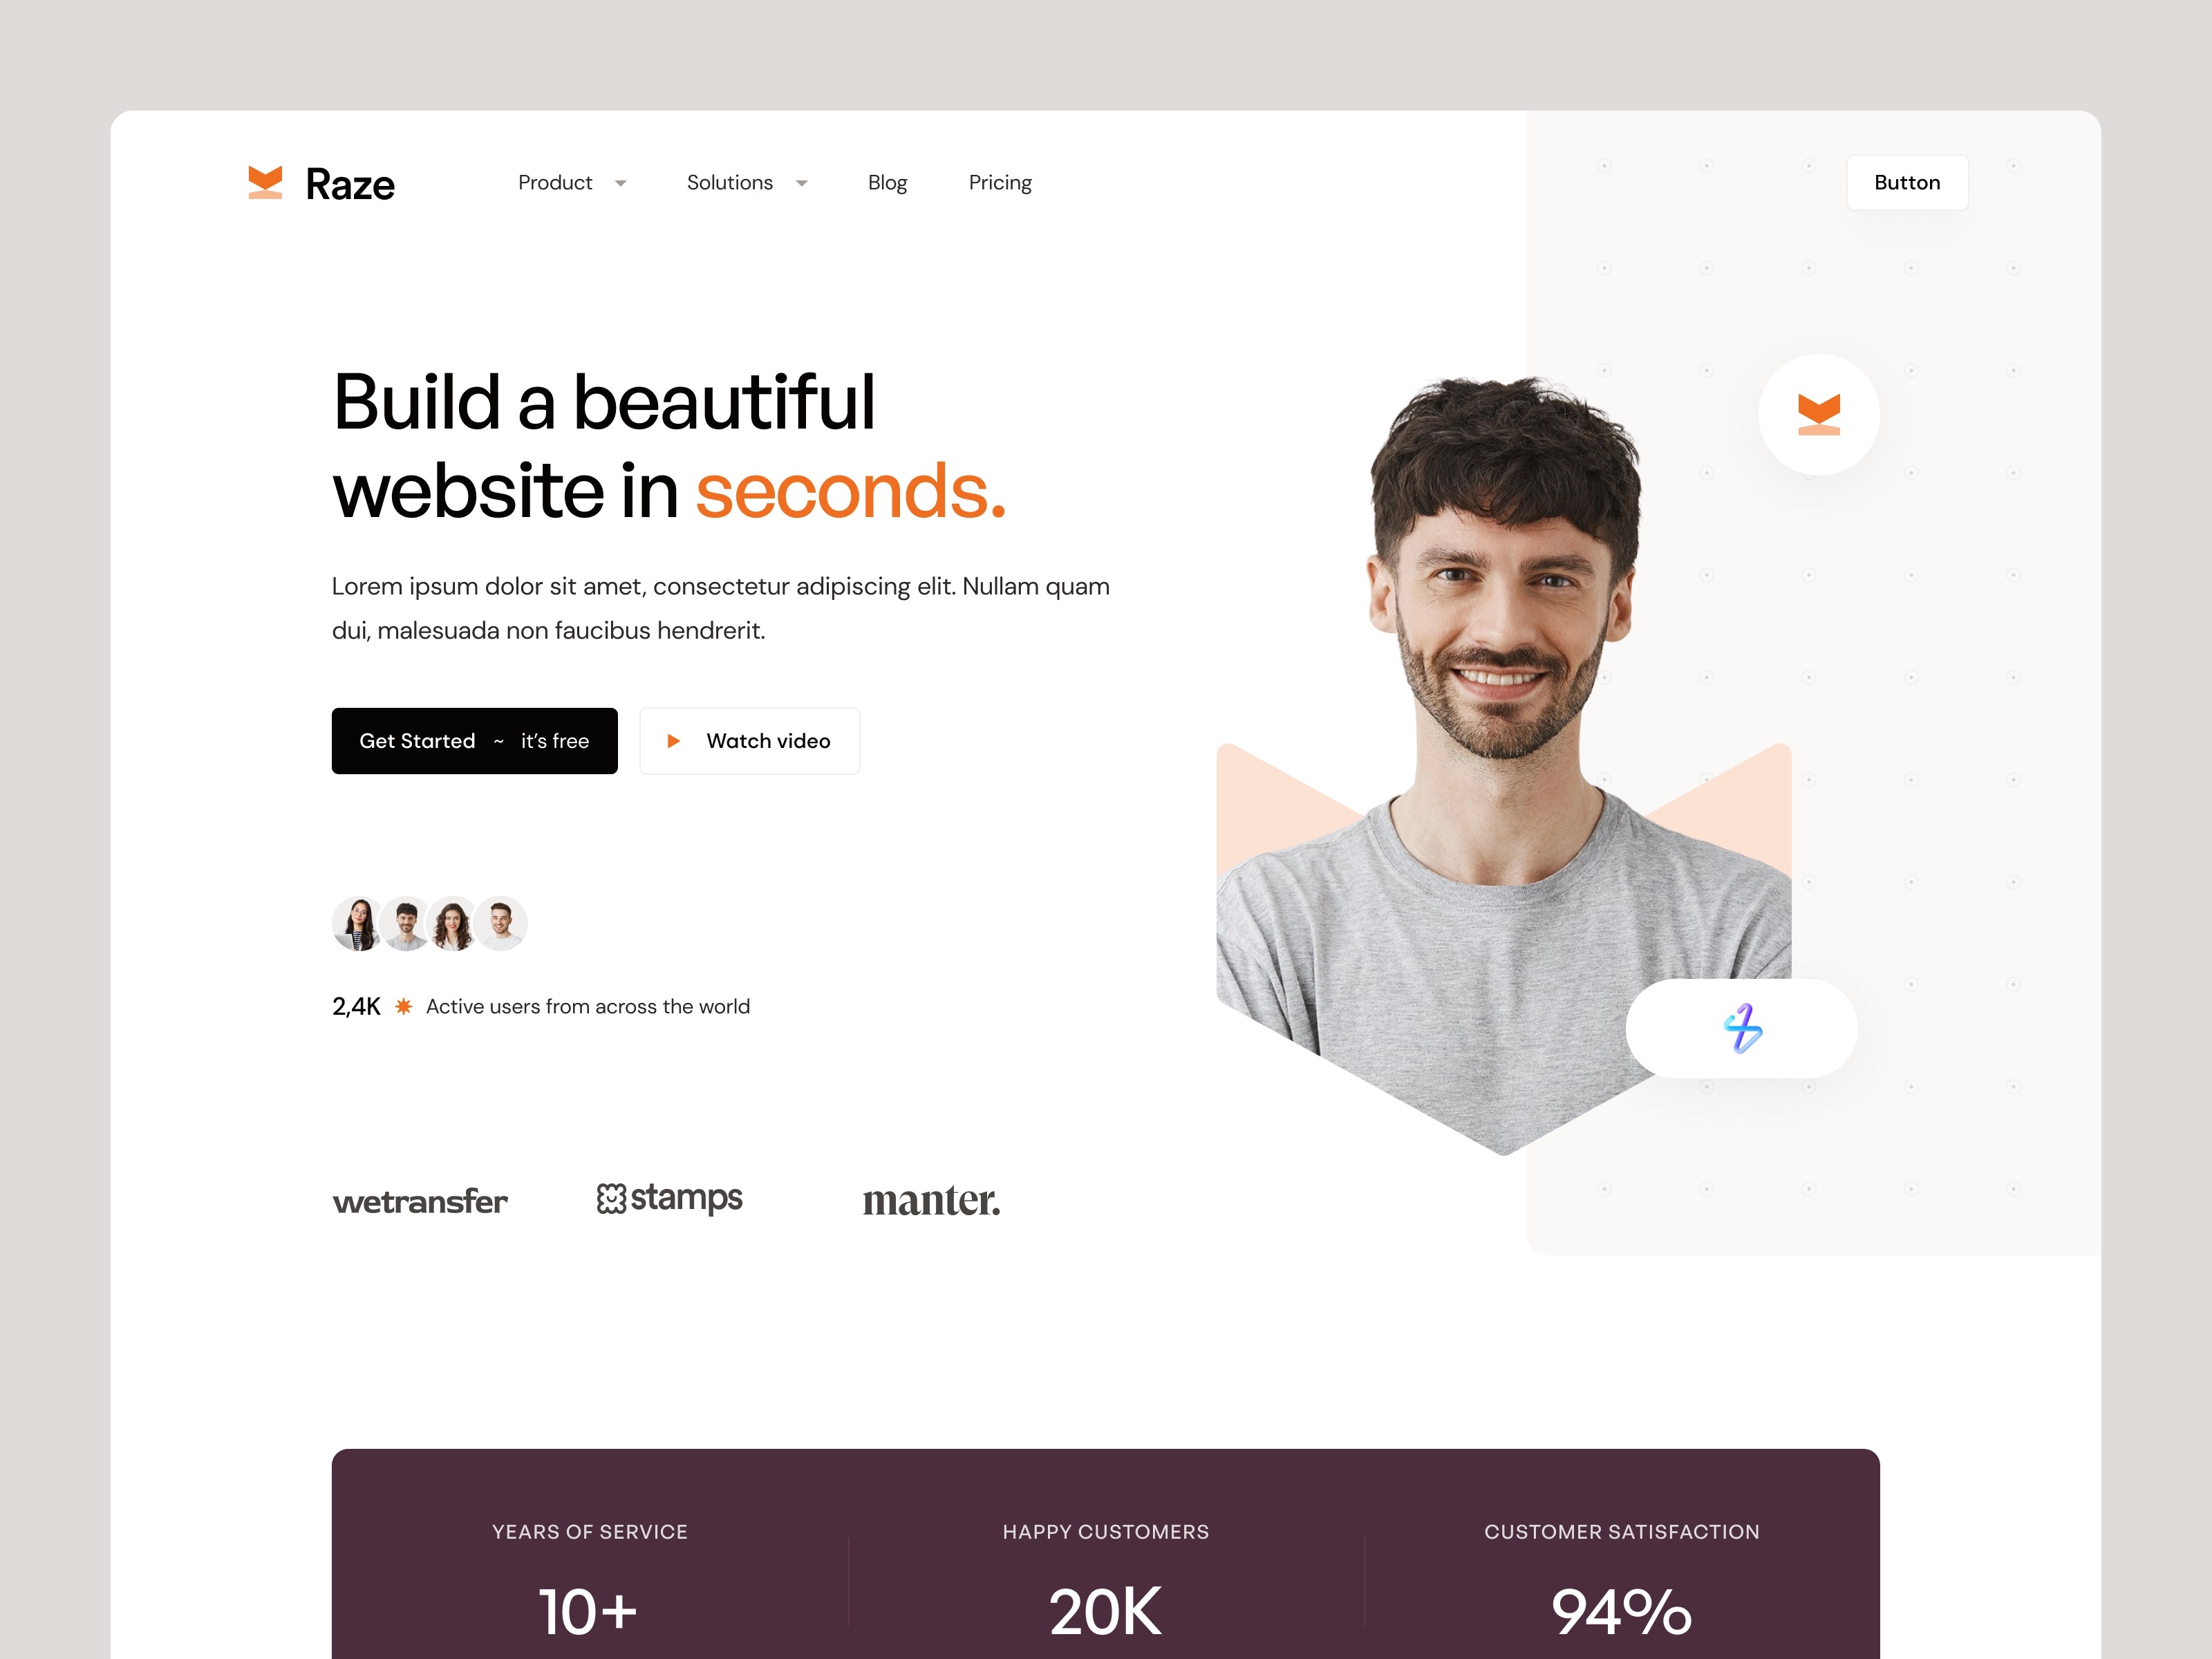 Raze
Product
Solutions
Blog
Pricing
Button
Build a beautiful
website in seconds.
Lorem ipsum dolor sit amet, consectetur adipiscing elit. Nullam quam
dui, malesuada non faucibus hendrerit.
Get Started ~ it’s free
Watch video
2,4K Active users from across the world
wetransfer
stamps
manter.
YEARS OF SERVICE
10+
HAPPY CUSTOMERS
20K
CUSTOMER SATISFACTION
94%